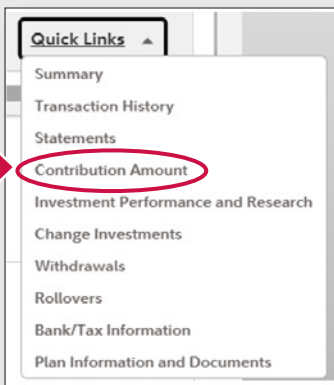 Quick Links
Summary
Transaction History
Statements
Contribution Amount
Investment Performance and Research
Change Investments
Withdrawals
Rollovers
Bank/Tax Information
Plan Information and Documents